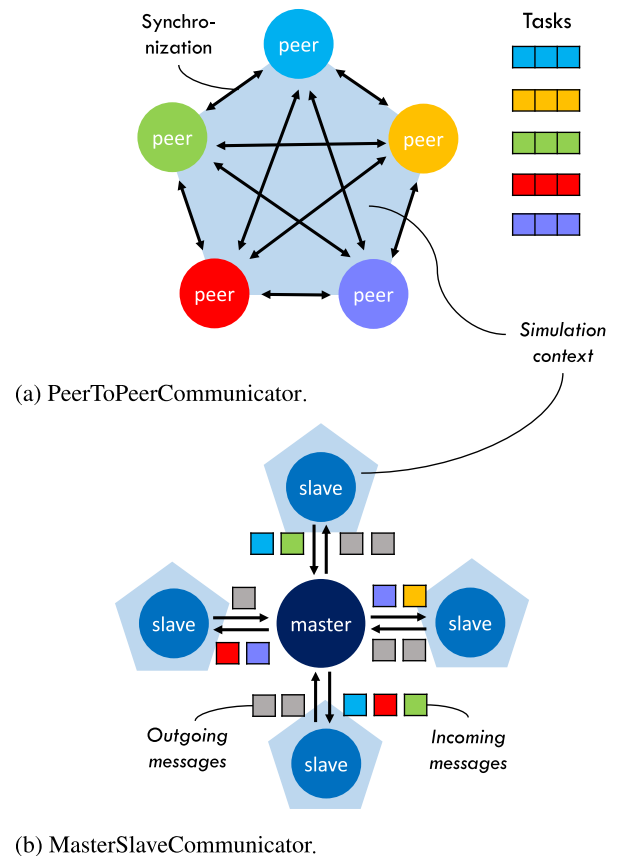 Synchro-
nization
Tasks
peer
peer
peer
peer
peer
Simulation
context
(a) PeerToPeerCommunicator.
slave
slave
master
slave
Outgoing
messages
Incoming
messages
slave
(b) MasterSlaveCommunicator.